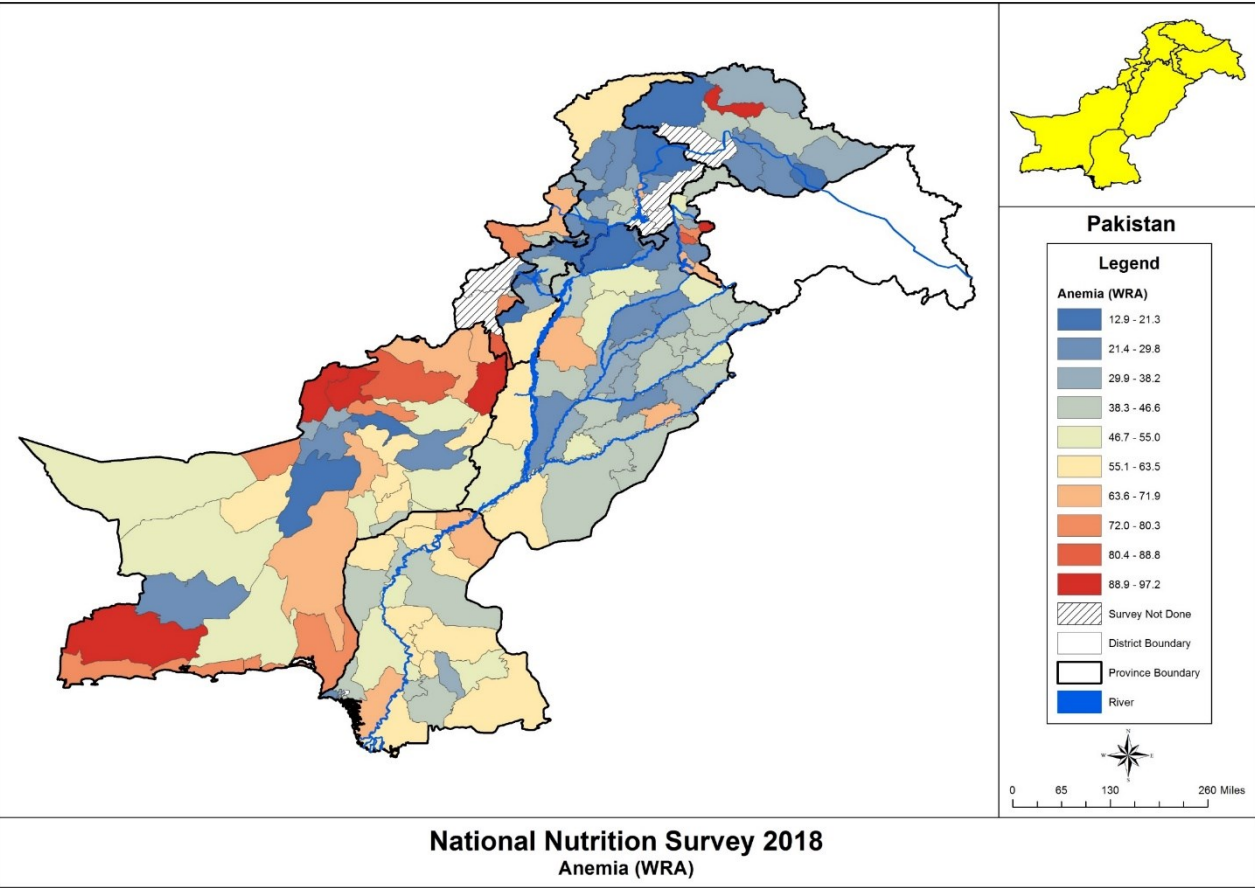 Pakistan
Legend
Anemia (WRA)
12.9 - 21.3
21.4 - 29.8
29.9 - 38.2
38.3 - 46.6
46.7 - 55.0
55.1 - 63.5
63.6 - 71.9
72.0 - 80.3
80.4 - 88.8
88.9 - 97.2
Survey Not Done
District Boundary
Province Boundary
River
N
W E
S
0 65 130 260 Miles
National Nutrition Survey 2018
Anemia (WRA)